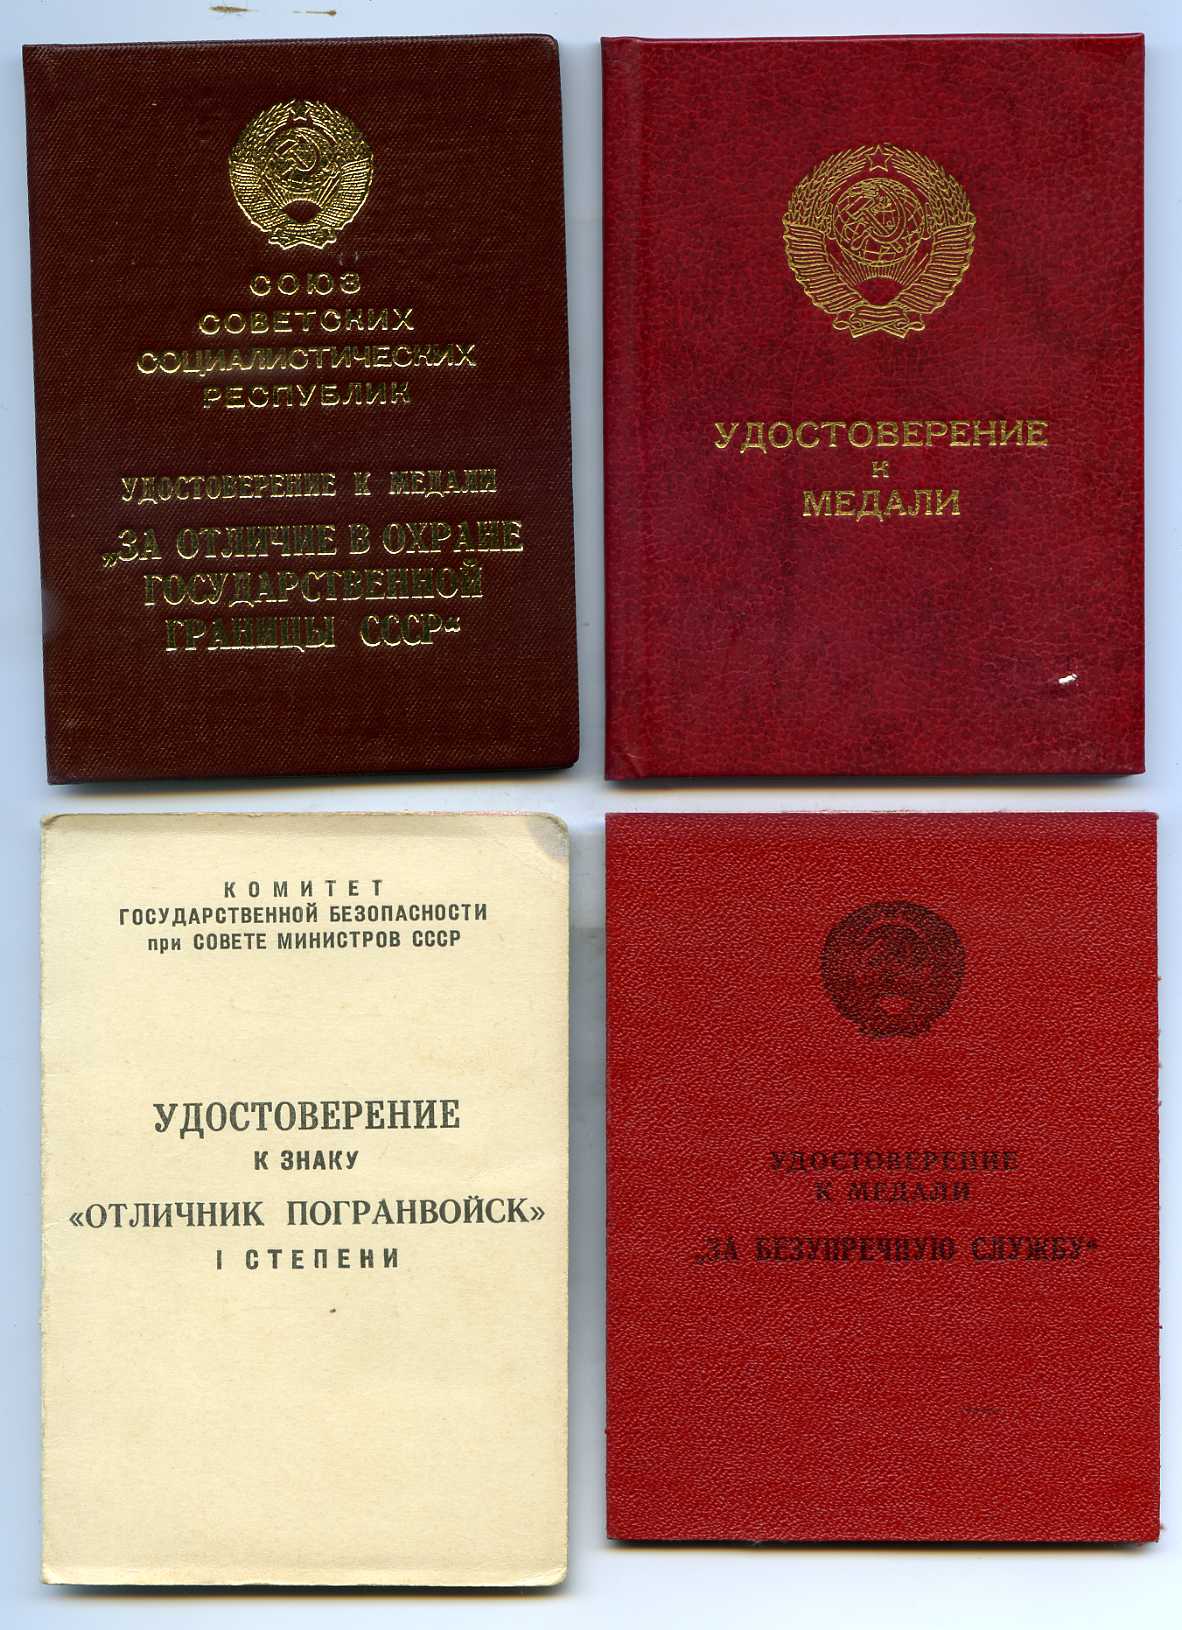 СОЮЗ
СОВЕТСКИХ
СОЦИАЛИСТИЧЕСКИХ
РЕСПУБЛИК
УДОСТОВЕРЕНИЕ К МЕДАЛИ
„ЗА ОТЛИЧИЕ В ОХРАНЕ
ГОСУДАРСТВЕННОЙ
ГРАНИЦЫ СССР“
УДОСТОВЕРЕНИЕ
К
МЕДАЛИ
КОМИТЕТ
ГОСУДАРСТВЕННОЙ БЕЗОПАСНОСТИ
при СОВЕТЕ МИНИСТРОВ СССР
УДОСТОВЕРЕНИЕ
К ЗНАКУ
«ОТЛИЧНИК ПОГРАНВОЙСК»
I СТЕПЕНИ
УДОСТОВЕРЕНИЕ
К МЕДАЛИ
„ЗА БЕЗУПРЕЧНУЮ СЛУЖБУ“